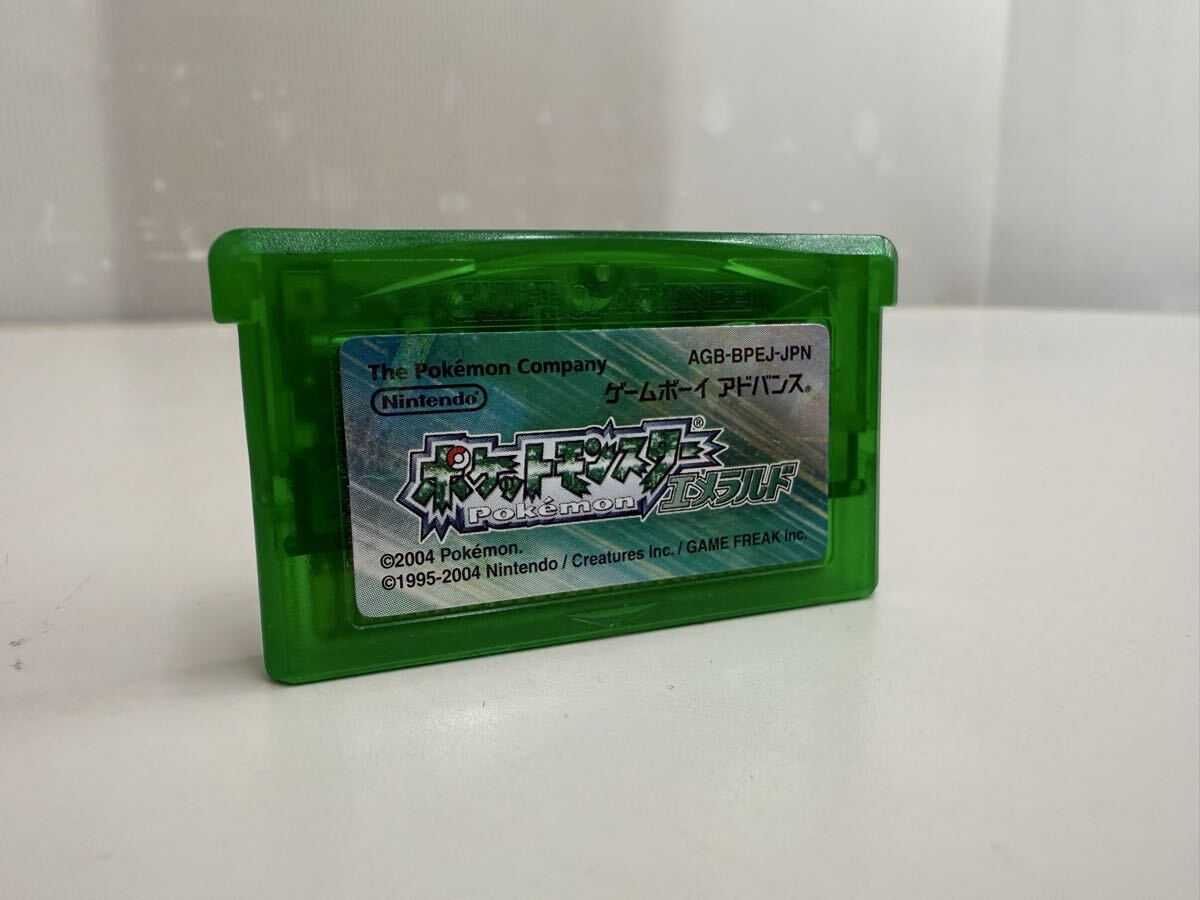 GAME BOY ADVANCE
The Pokémon Company
AGB-BPEJ-JPN
Nintendo®
ゲームボーイ アドバンス®
ポケットモンスター®
Pokémon
エメラルド
©2004 Pokémon.
©1995-2004 Nintendo / Creatures Inc. / GAME FREAK inc.